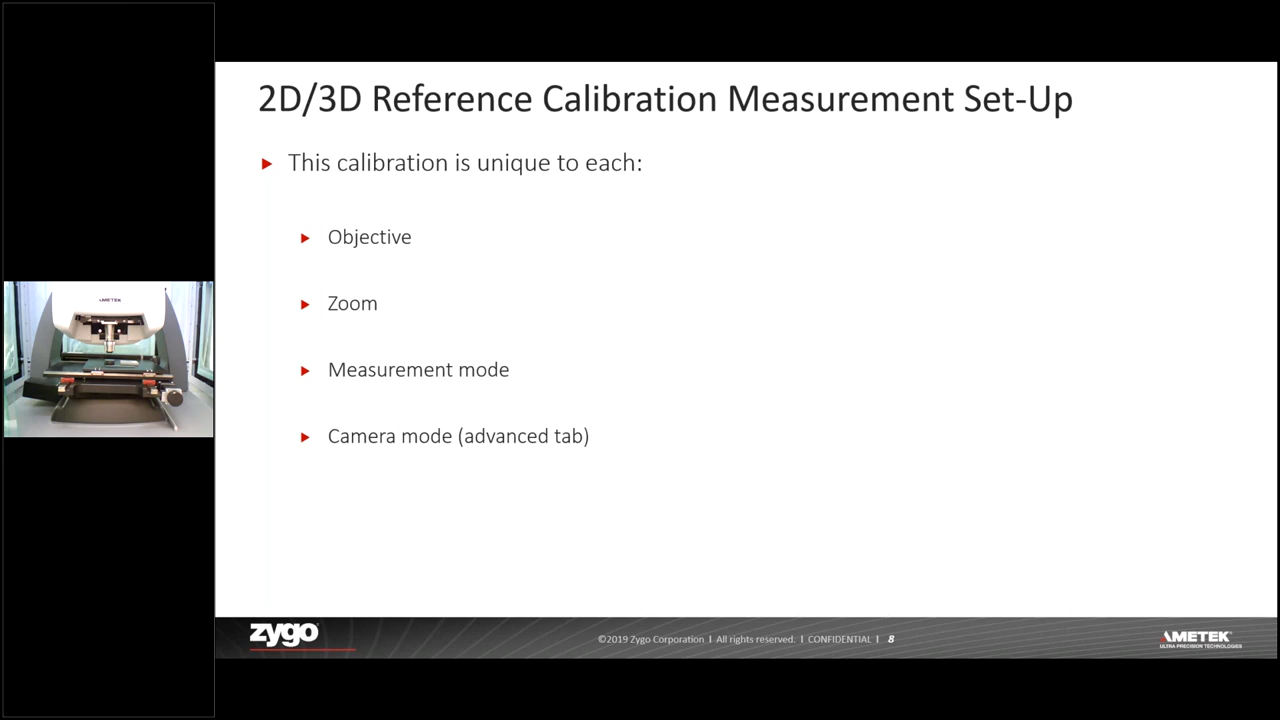 2D/3D Reference Calibration Measurement Set-Up
This calibration is unique to each:
Objective
Zoom
Measurement mode
Camera mode (advanced tab)
AMETEK
zygo
©2019 Zygo Corporation I All rights reserved. I CONFIDENTIAL I 8
AMETEK
ULTRA PRECISION TECHNOLOGIES